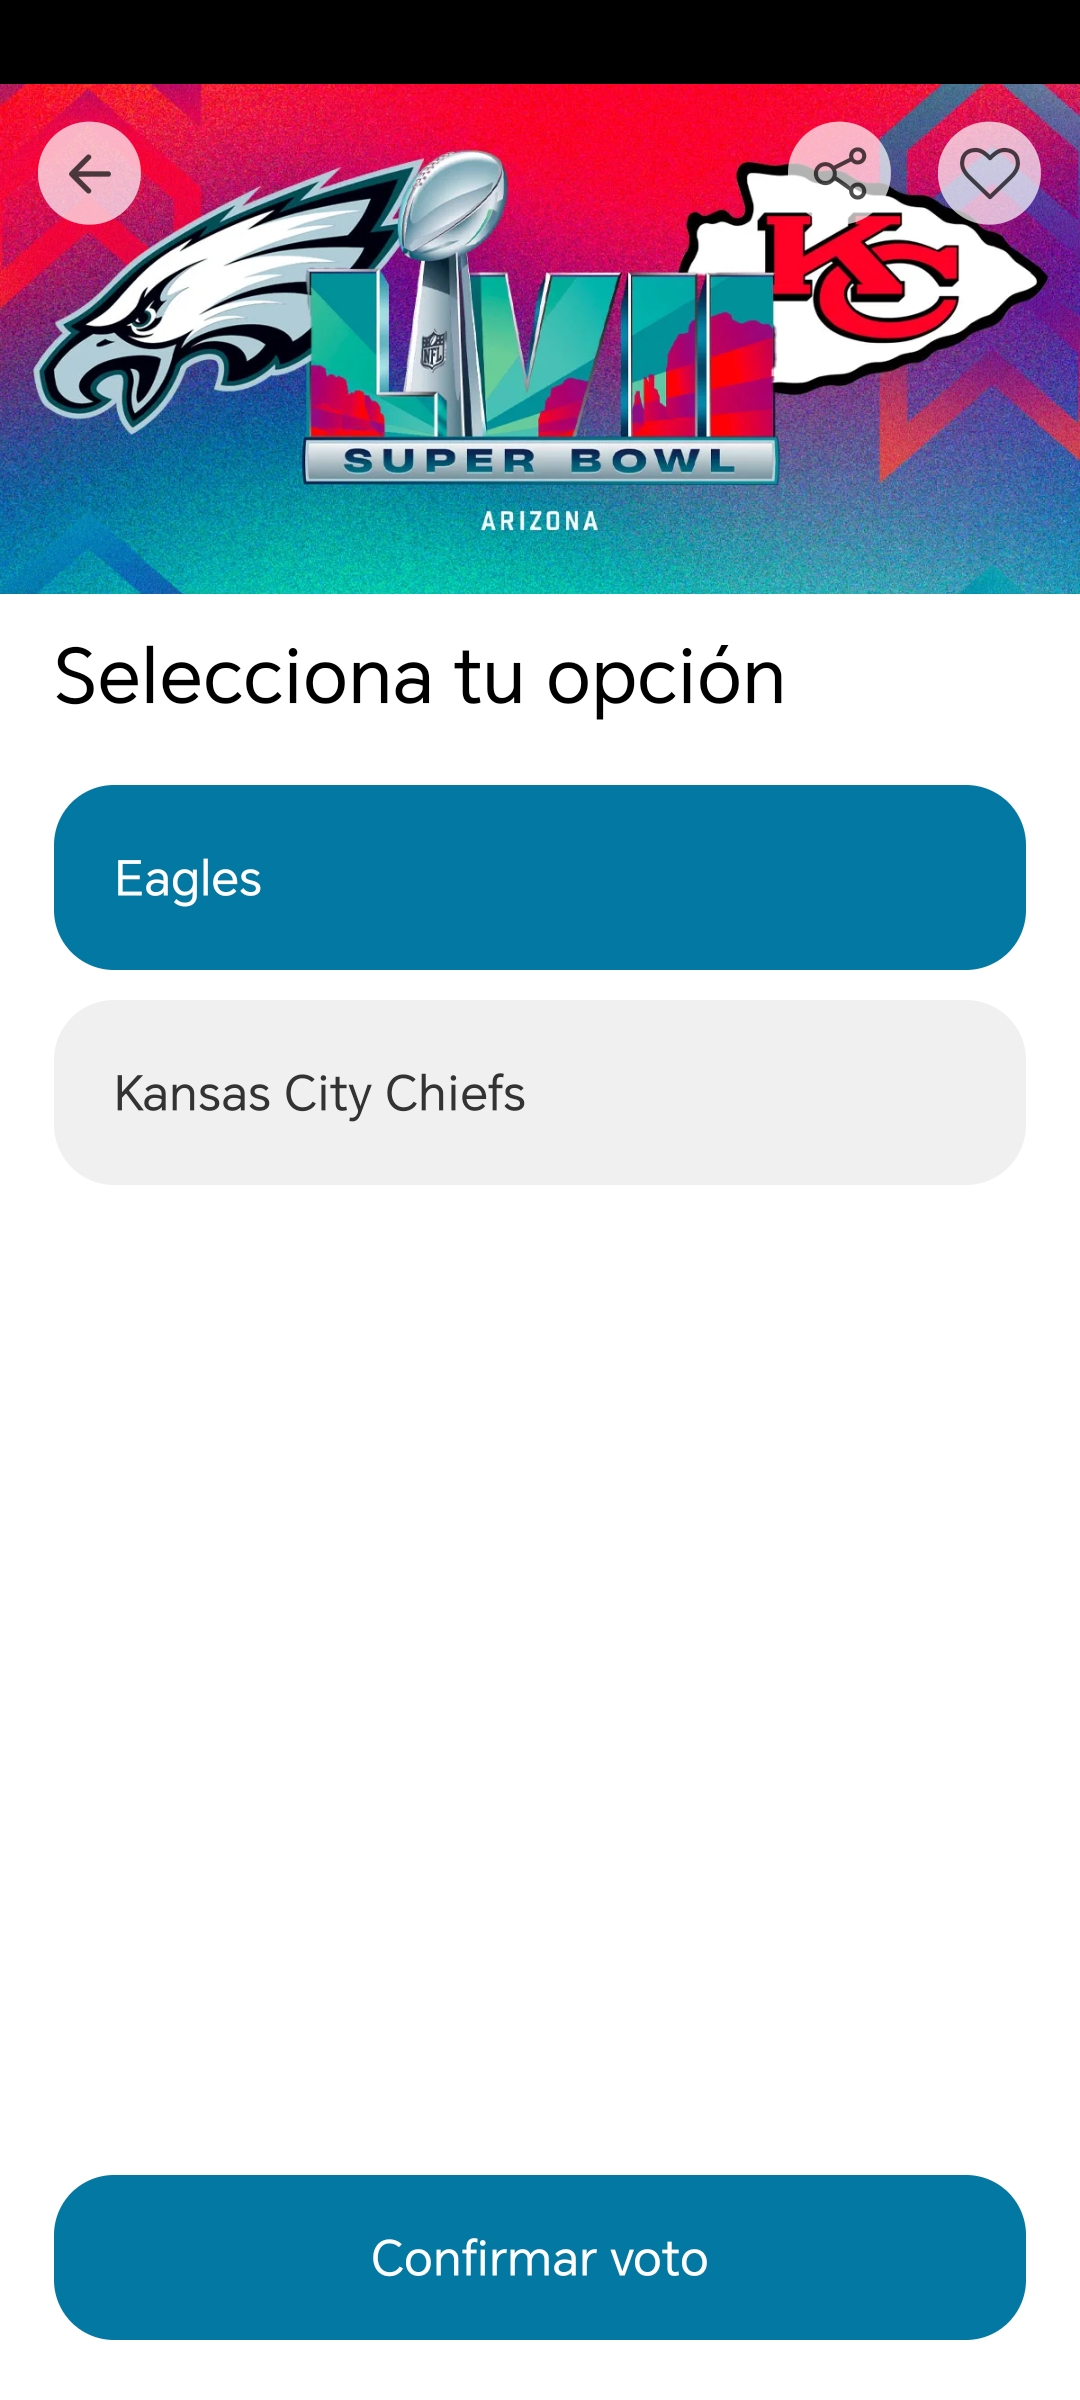 KC
LVII
NFL
SUPER BOWL
ARIZONA
Selecciona tu opción
Eagles
Kansas City Chiefs
Confirmar voto